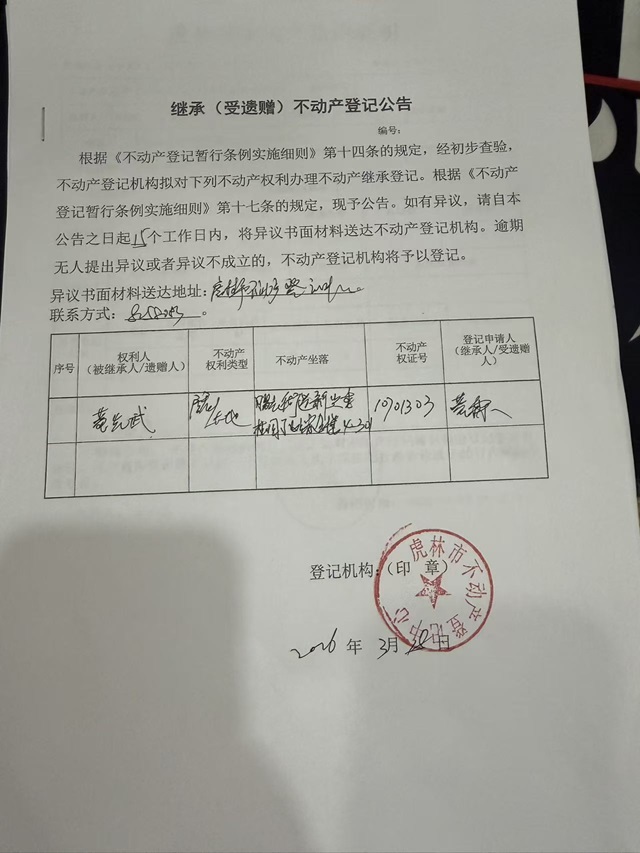 继承（受遗赠）不动产登记公告
编号：
根据《不动产登记暂行条例实施细则》第十四条的规定，经初步查验，
不动产登记机构拟对下列不动产权利办理不动产继承登记。根据《不动产
登记暂行条例实施细则》第十七条的规定，现予公告。如有异议，请自本
公告之日起15个工作日内，将异议书面材料送达不动产登记机构。逾期
无人提出异议或者异议不成立的，不动产登记机构将予以登记。
异议书面材料送达地址：
联系方式：
序号
权利人
（被继承人/遗赠人）
不动产
权利类型
不动产坐落
不动产
权证号
登记申请人
（继承人/受遗赠
人）
10901303
登记机构：（印 章）
虎林市不动产登记中心
2026 年 3月 日